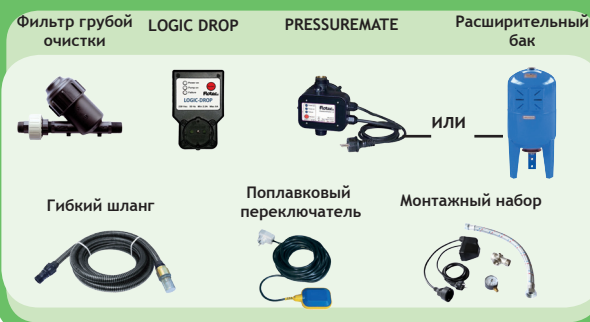 Фильтр грубой
очистки
LOGIC DROP
PRESSUREMATE
Расширительный
бак
LOGIC-DROP
ИЛИ
Гибкий шланг
Поплавковый
переключатель
Монтажный набор